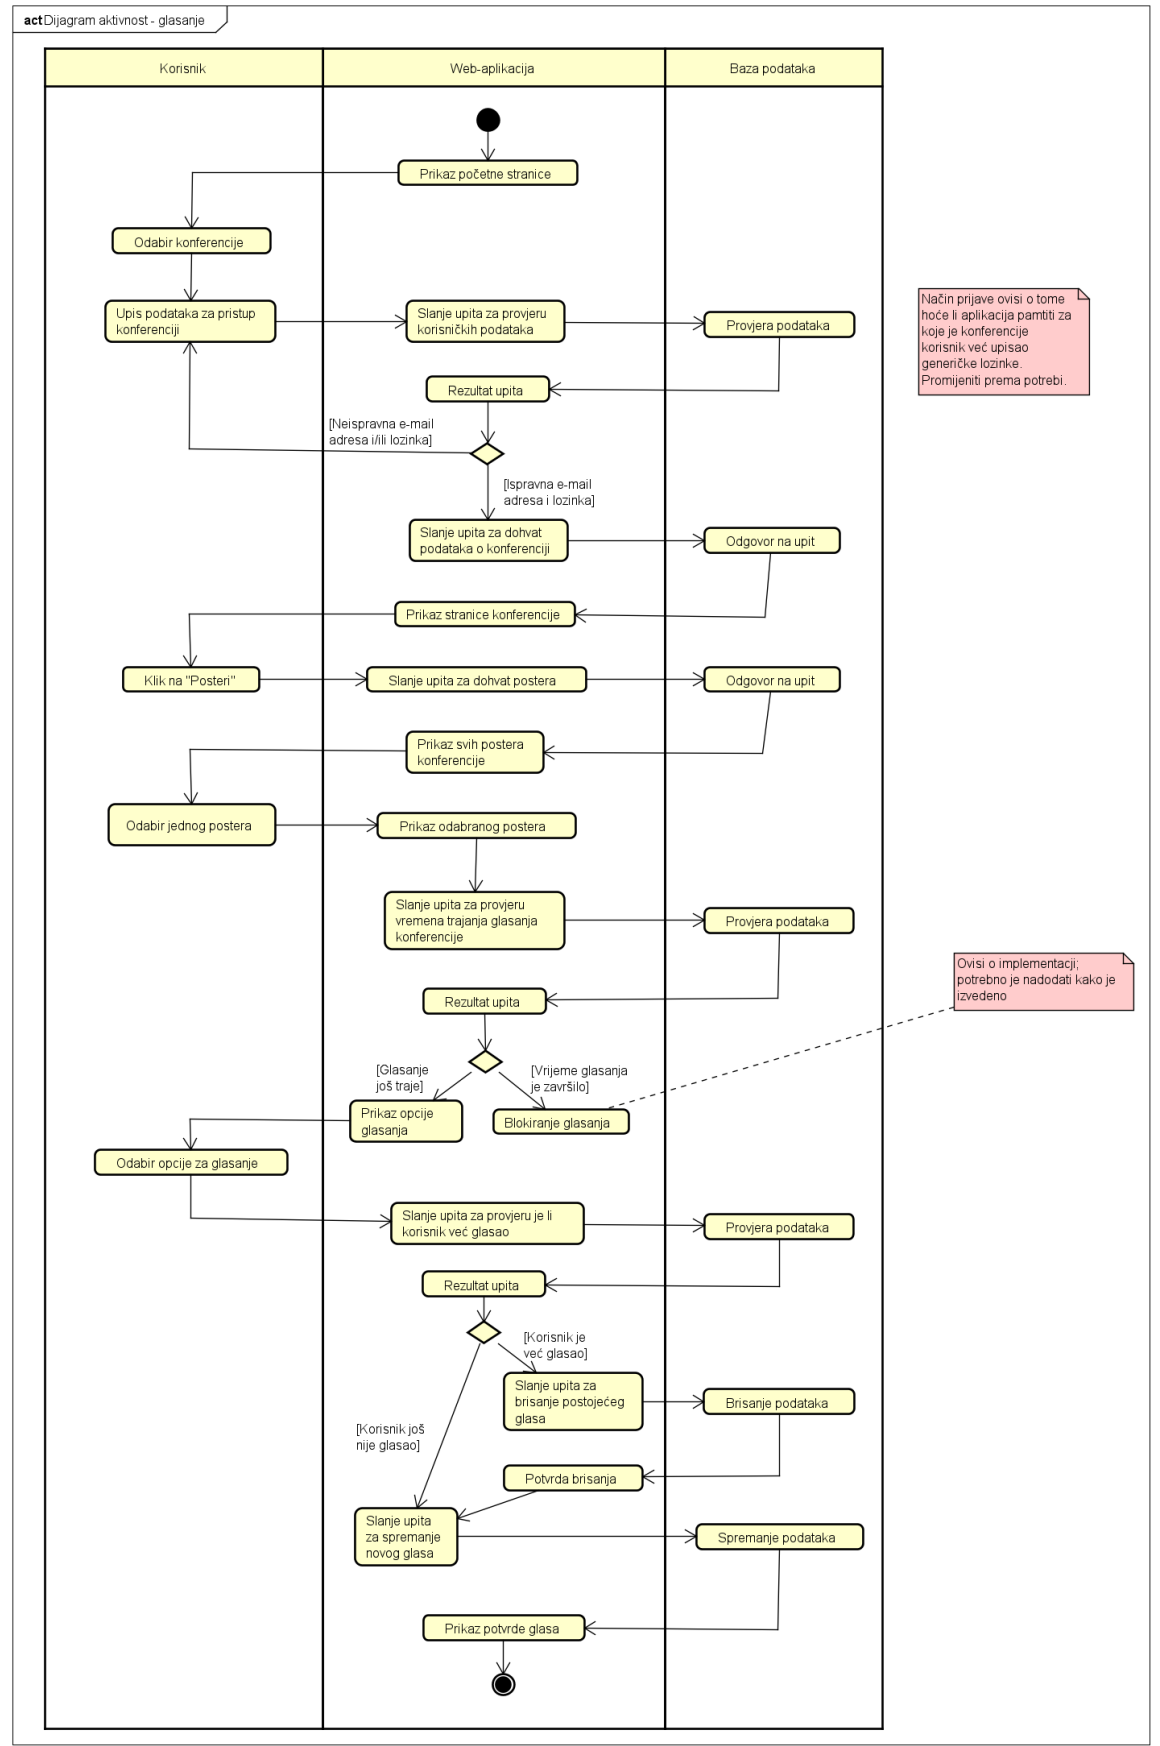 act Dijagram aktivnost - glasanje
Korisnik
Web-aplikacija
Baza podataka
Prikaz početne stranice
Odabir konferencije
Upis podataka za pristup
konferenciji
Slanje upita za provjeru
korisničkih podataka
Provjera podataka
Način prijave ovisi o tome
hoće li aplikacija pamtiti za
koje je konferencije
korisnik već upisao
generičke lozinke.
Promijeniti prema potrebi.
Rezultat upita
[Neispravna e-mail
adresa i/ili lozinka]
[Ispravna e-mail
adresa i lozinka]
Slanje upita za dohvat
podataka o konferenciji
Odgovor na upit
Prikaz stranice konferencije
Klik na "Posteri"
Slanje upita za dohvat postera
Odgovor na upit
Prikaz svih postera
konferencije
Odabir jednog postera
Prikaz odabranog postera
Slanje upita za provjeru
vremena trajanja glasanja
konferencije
Provjera podataka
Ovisi o implementacji;
potrebno je nadodati kako je
izvedeno
Rezultat upita
[Glasanje
još traje]
[Vrijeme glasanja
je završilo]
Prikaz opcije
glasanja
Blokiranje glasanja
Odabir opcije za glasanje
Slanje upita za provjeru je li
korisnik već glasao
Provjera podataka
Rezultat upita
[Korisnik je
već glasao]
Slanje upita za
brisanje postojećeg
glasa
Brisanje podataka
[Korisnik još
nije glasao]
Potvrda brisanja
Slanje upita
za spremanje
novog glasa
Spremanje podataka
Prikaz potvrde glasa